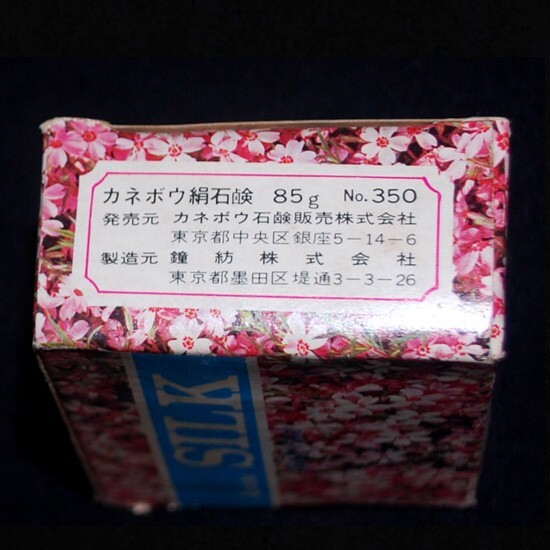 カネボウ絹石鹸 85g No.350
発売元 カネボウ石鹸販売株式会社
東京都中央区銀座5-14-6
製造元 鐘紡株式会社
東京都墨田区堤通3-3-26
SILK